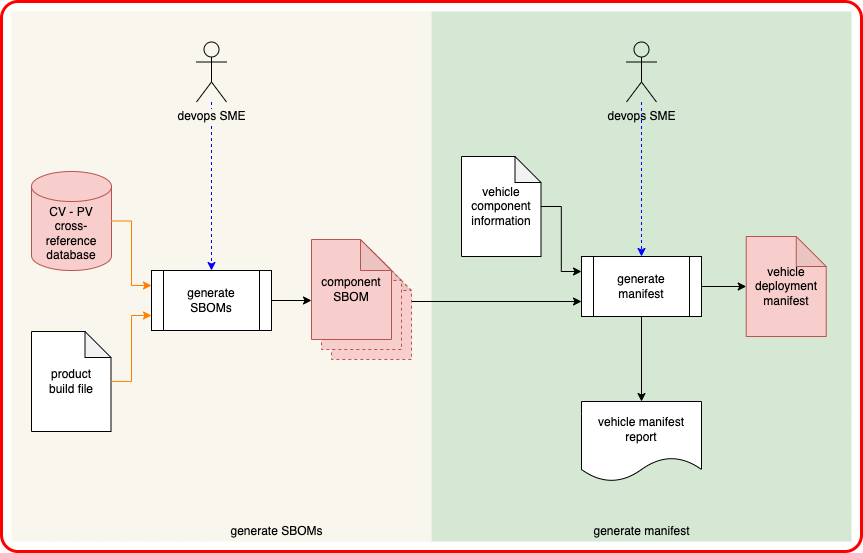 devops SME
devops SME
CV - PV
cross-
reference
database
vehicle
component
information
generate
SBOMs
component
SBOM
generate
manifest
vehicle
deployment
manifest
product
build file
vehicle manifest
report
generate SBOMs
generate manifest